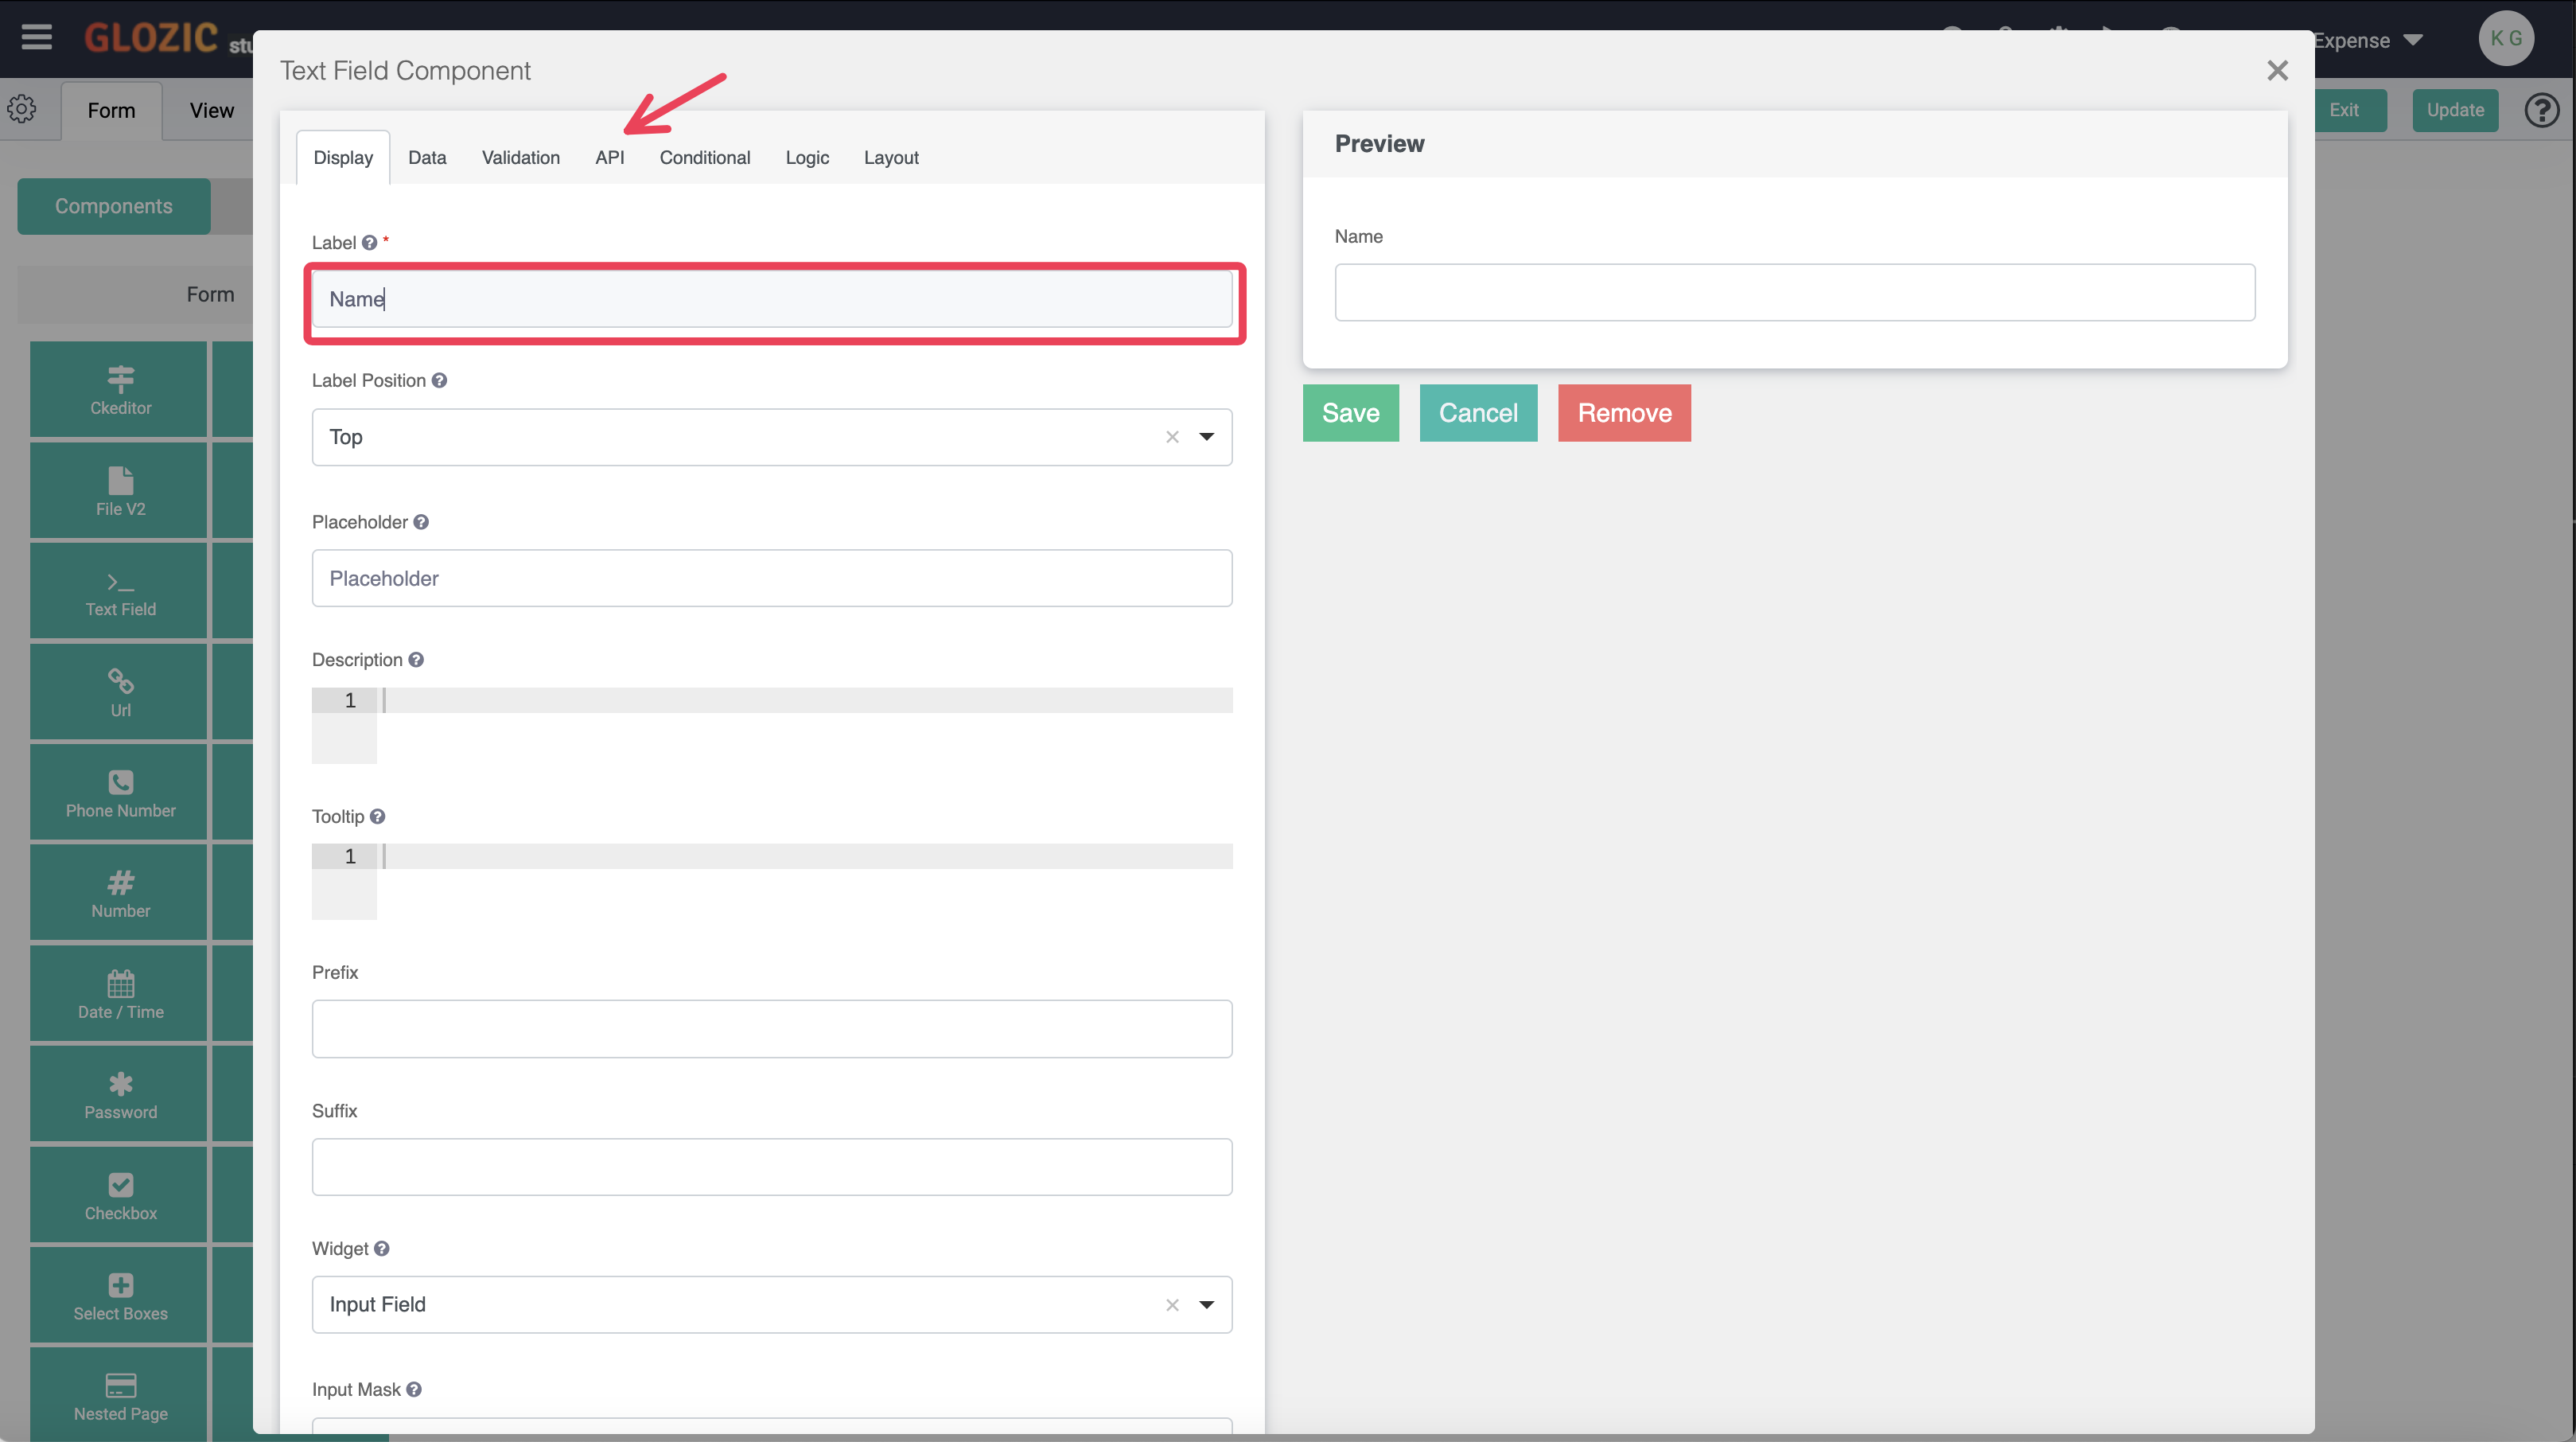 GLOZIC
Expense
K G
Form
View
Exit
Update
?
Components
Form
Ckeditor
File V2
Text Field
Url
Phone Number
Number
Date / Time
Password
Checkbox
Select Boxes
Nested Page
Text Field Component
Display
Data
Validation
API
Conditional
Logic
Layout
Label *
Name
Label Position
Top
Placeholder
Placeholder
Description
1
Tooltip
1
Prefix
Suffix
Widget
Input Field
Input Mask
Preview
Name
Save
Cancel
Remove